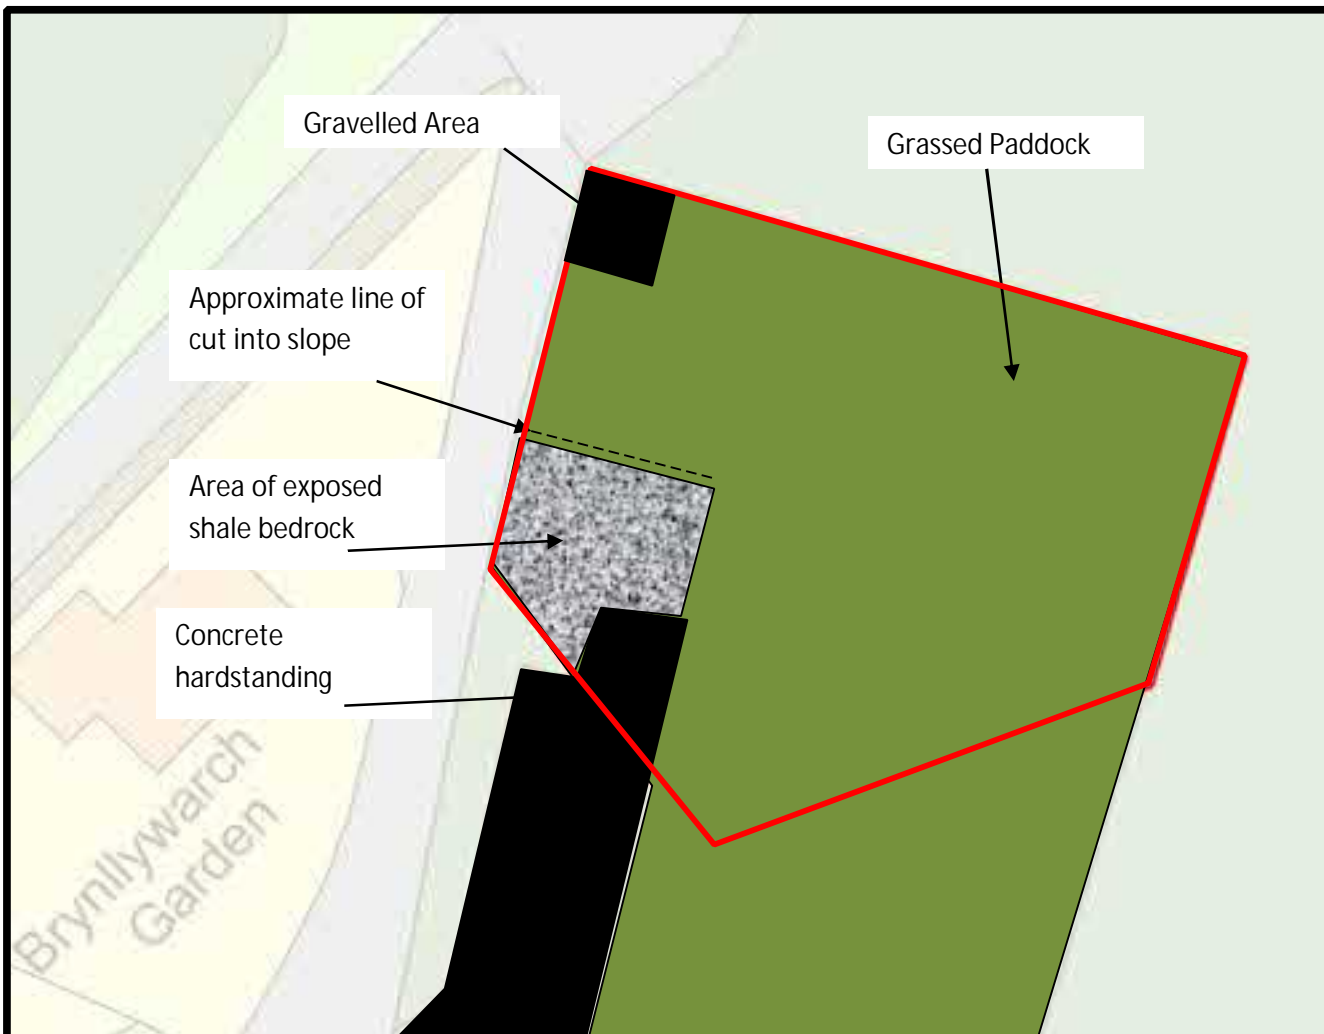 Gravelled Area
Grassed Paddock
Approximate line of
cut into slope
Area of exposed
shale bedrock
Concrete
hardstanding
Brynllywarch
Garden